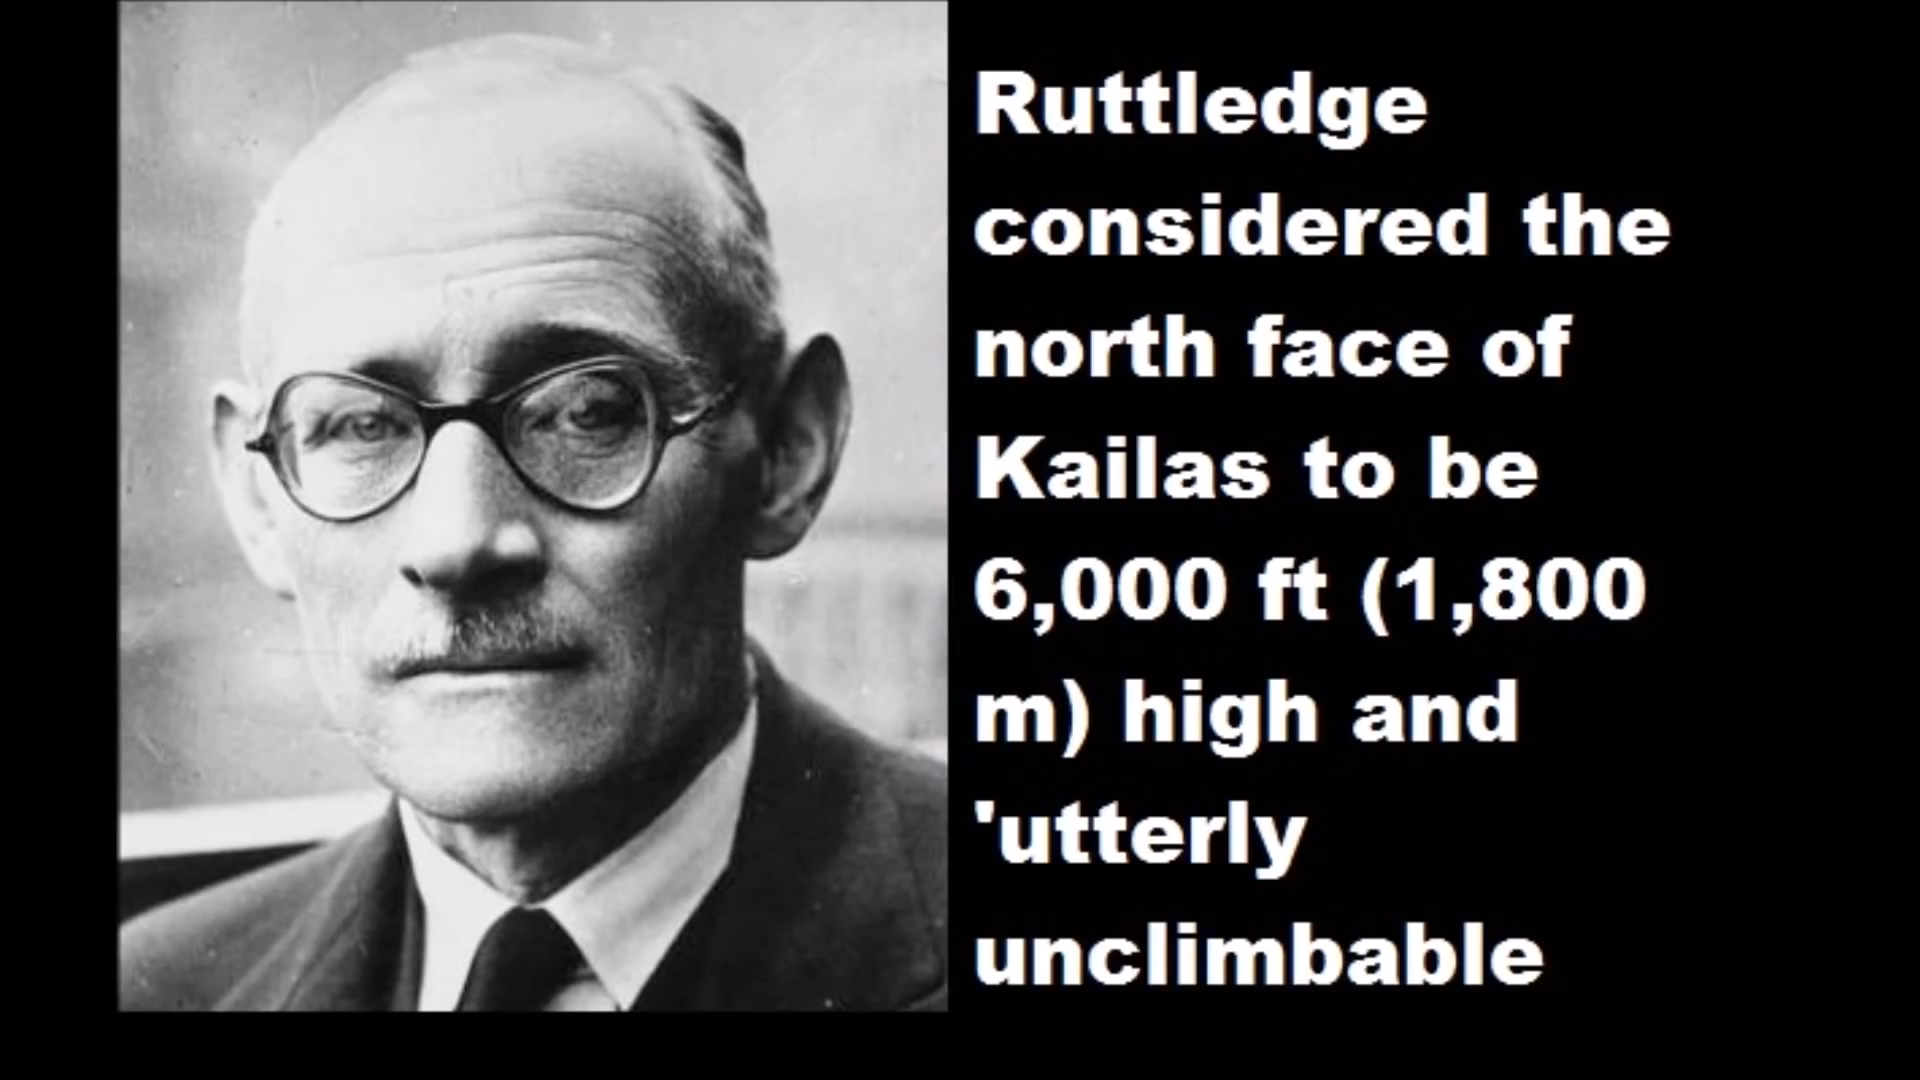 Ruttledge
considered the
north face of
Kailas to be
6,000 ft (1,800
m) high and
'utterly
unclimbable